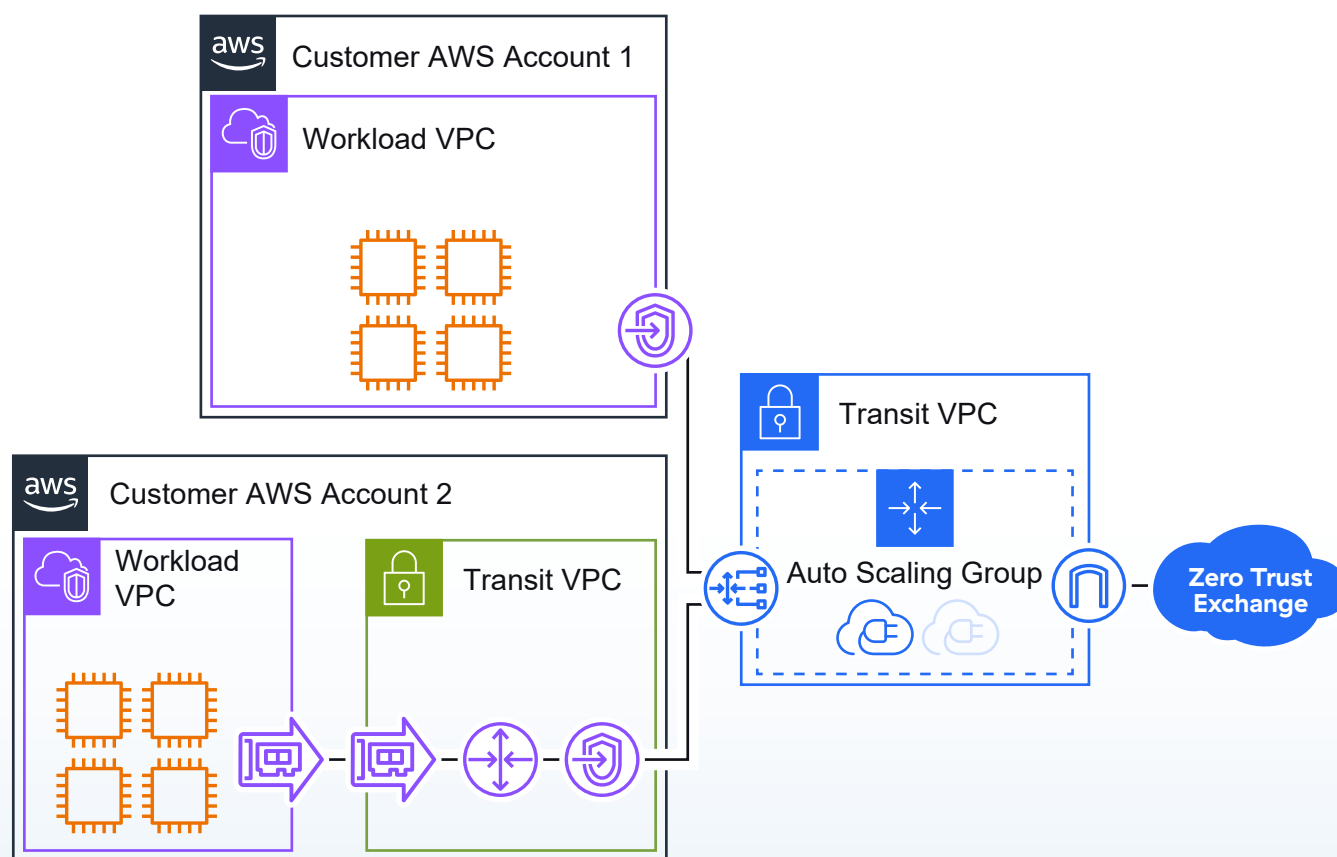 aws
Customer AWS Account 1
Workload VPC
Transit VPC
Auto Scaling Group
Zero Trust
Exchange
aws
Customer AWS Account 2
Workload
VPC
Transit VPC